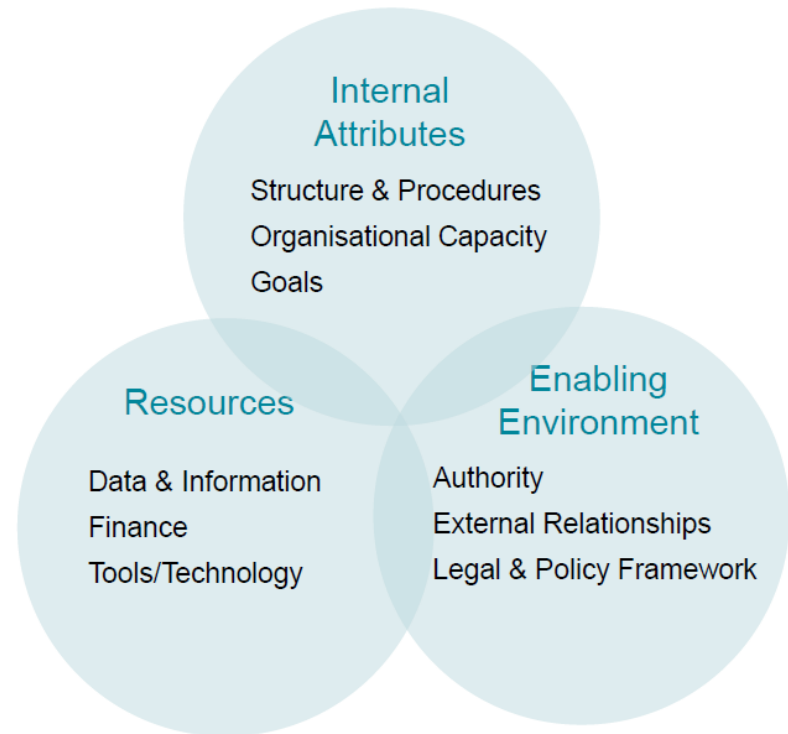 Internal
Attributes
Structure & Procedures
Organisational Capacity
Goals
Resources
Data & Information
Finance
Tools/Technology
Enabling
Environment
Authority
External Relationships
Legal & Policy Framework